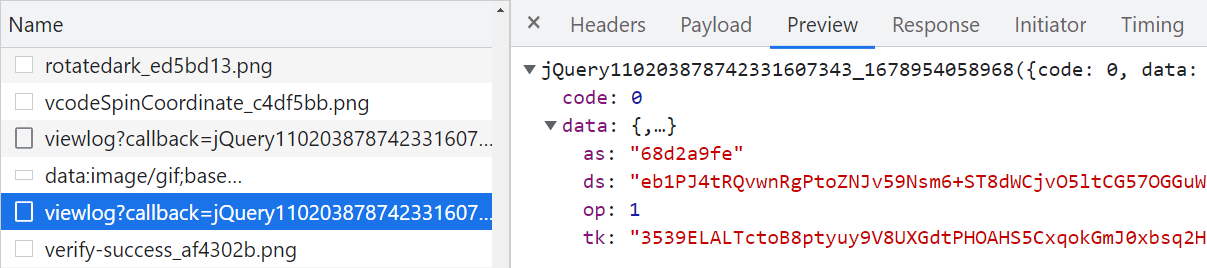 Name
rotatedark_ed5bd13.png
vcodeSpinCoordinate_c4df5bb.png
viewlog?callback=jQuery110203878742331607...
data:image/gif;base...
viewlog?callback=jQuery110203878742331607...
verify-success_af4302b.png
Headers Payload Preview Response Initiator Timing
jQuery110203878742331607343_1678954058968({code: 0, data:
code: 0
data: {,…}
as: "68d2a9fe"
ds: "eb1PJ4tRQvwnRgPtoZNJv59Nsm6+ST8dWCjvO5ltCG57OGGuW
op: 1
tk: "3539ELALTctoB8ptyuy9V8UXGdtPHOAHS5CxqokGmJ0xbsq2H